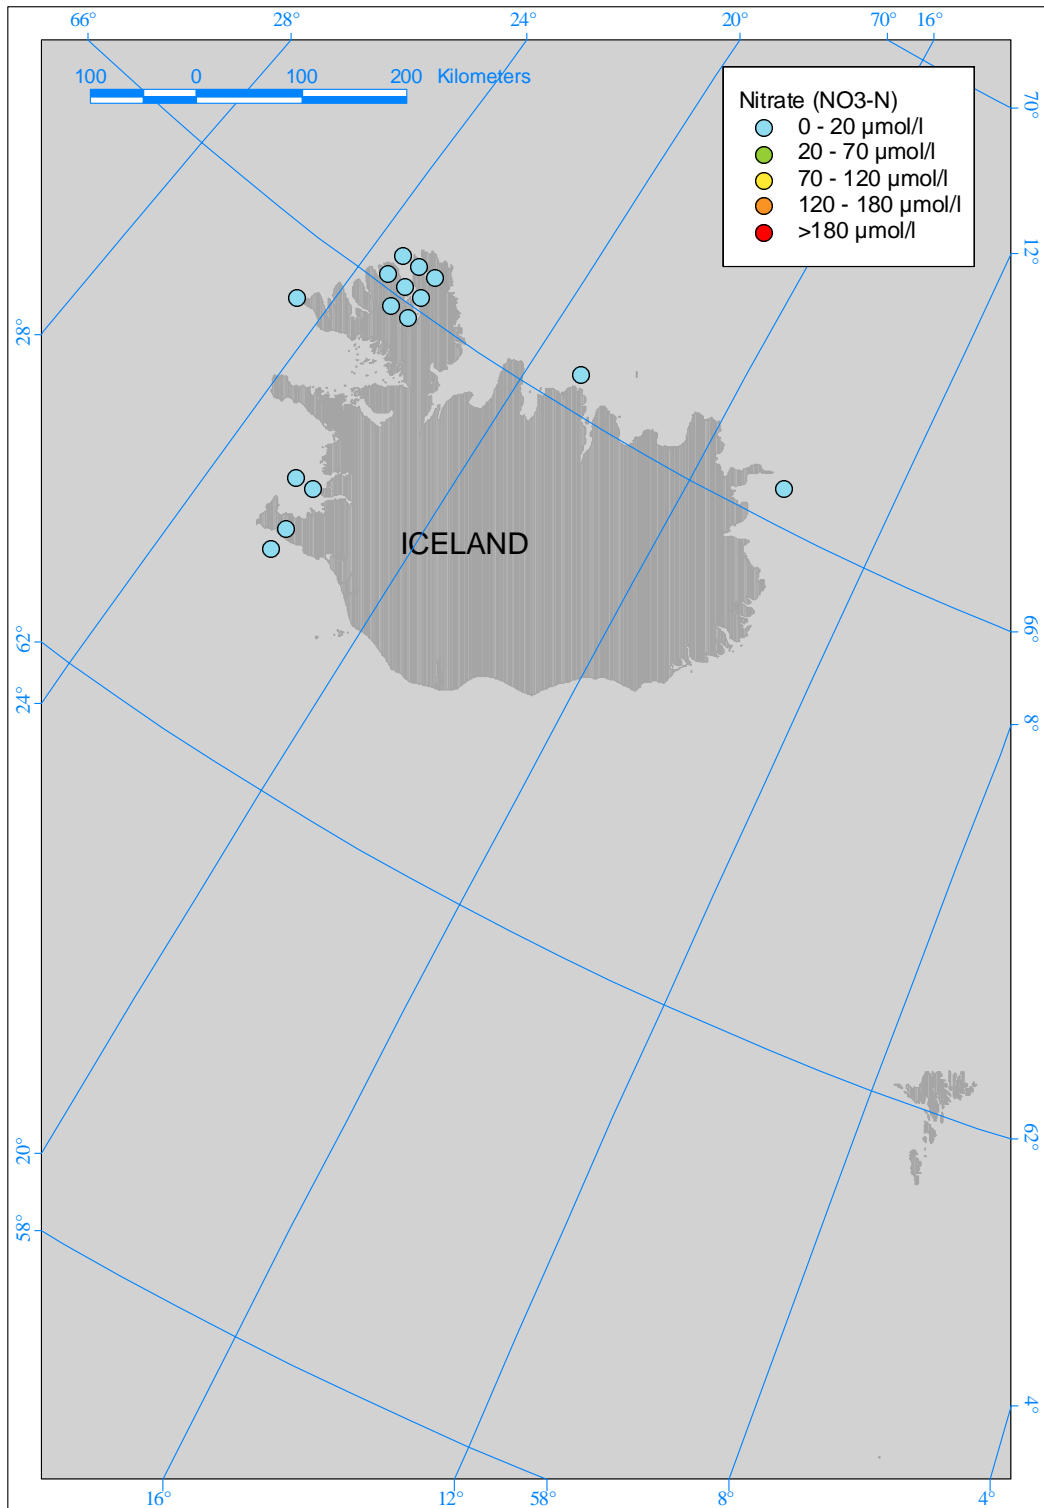 66° 28° 24° 20° 70° 16°
100 0 100 200 Kilometers
Nitrate (NO3-N)
0 - 20 µmol/l
20 - 70 µmol/l
70 - 120 µmol/l
120 - 180 µmol/l
>180 µmol/l
70°
12°
28°
ICELAND
66°
62°
24°
8°
62°
20°
58°
4°
16° 12° 58° 8° 4°